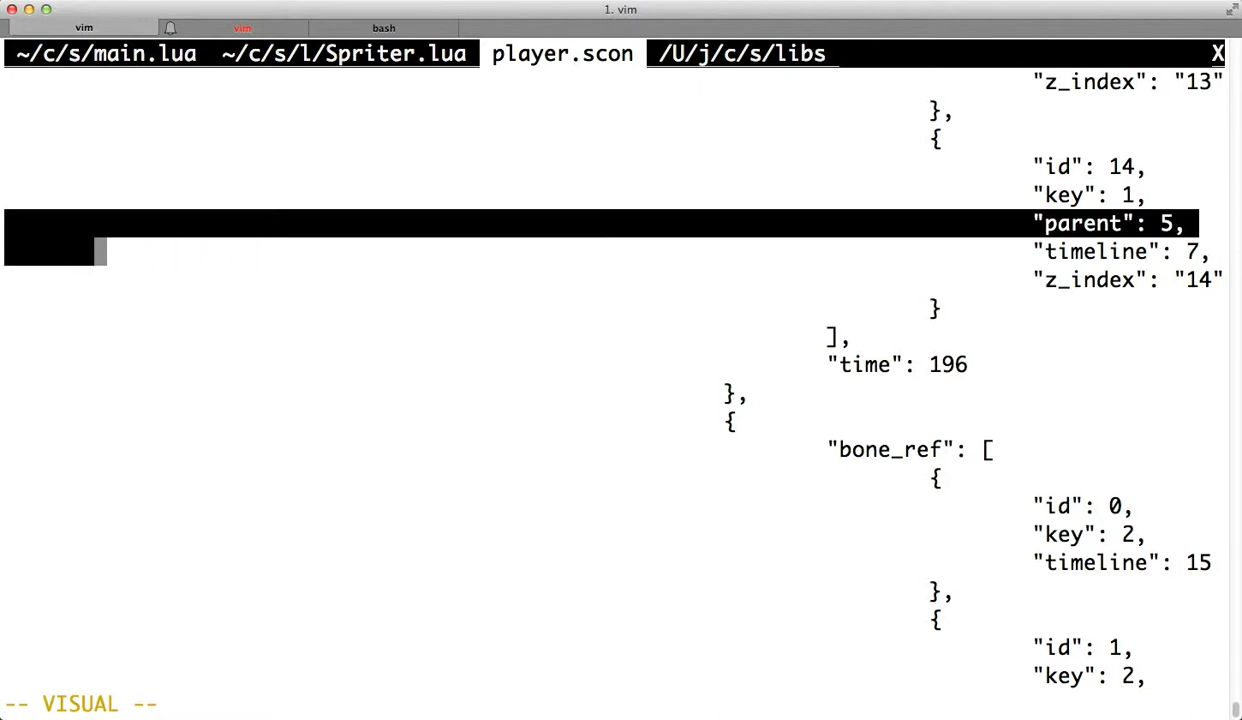 1. vim
vim vim bash
~/c/s/main.lua ~/c/s/l/Spriter.lua player.scon /U/j/c/s/libs X
"z_index": "13"
},
{
"id": 14,
"key": 1,
"parent": 5,
"timeline": 7,
"z_index": "14"
}
],
"time": 196
},
{
"bone_ref": [
{
"id": 0,
"key": 2,
"timeline": 15
},
{
"id": 1,
"key": 2,
-- VISUAL --